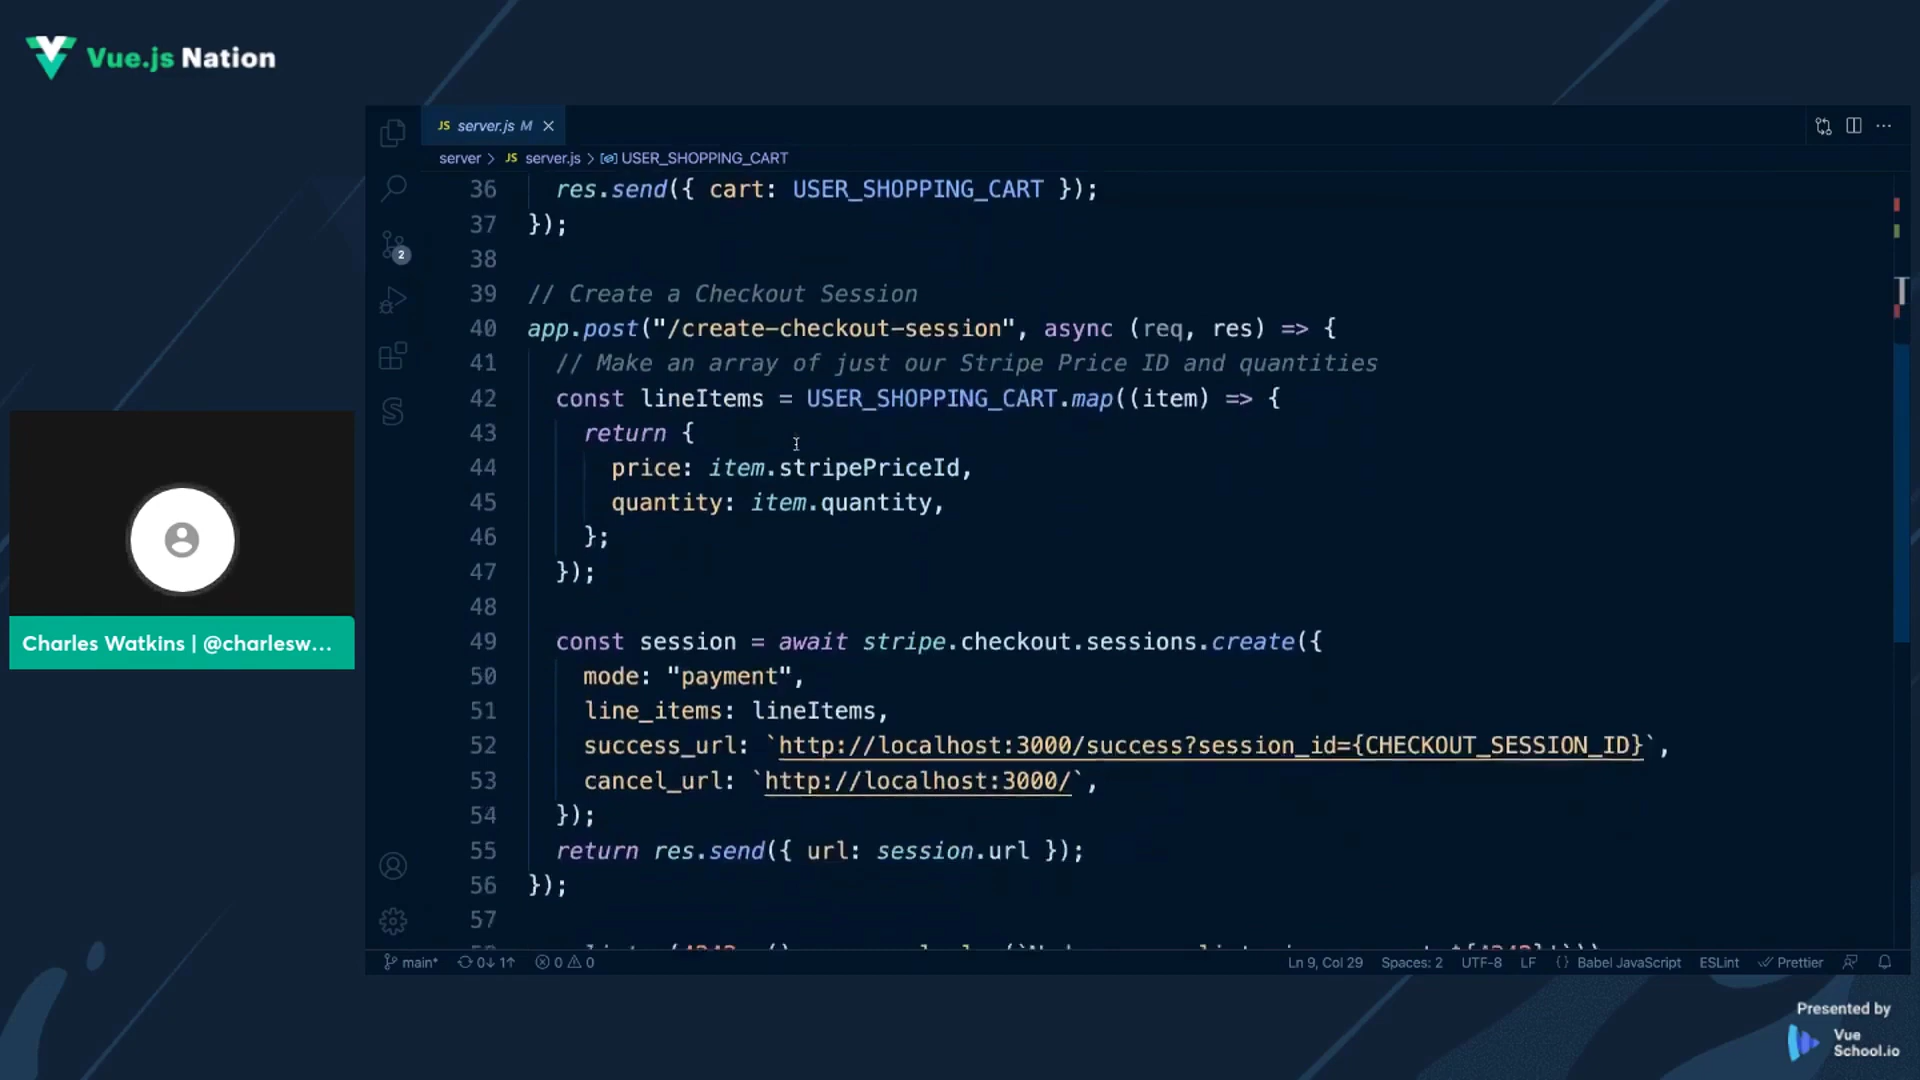 Vue.js Nation
JS server.js M
server > JS server.js > USER_SHOPPING_CART
36 res.send({ cart: USER_SHOPPING_CART });
37 });
38
39 // Create a Checkout Session
40 app.post("/create-checkout-session", async (req, res) => {
41 // Make an array of just our Stripe Price ID and quantities
42 const lineItems = USER_SHOPPING_CART.map((item) => {
43 return {
44 price: item.stripePriceId,
45 quantity: item.quantity,
46 };
47 });
48
49 const session = await stripe.checkout.sessions.create({
50 mode: "payment",
51 line_items: lineItems,
52 success_url: `http://localhost:3000/success?session_id={CHECKOUT_SESSION_ID}`,
53 cancel_url: `http://localhost:3000/`,
54 });
55 return res.send({ url: session.url });
56 });
57
2
Charles Watkins | @charlesw...
main* 0↓ 1↑ 0 0 Ln 9, Col 29 Spaces: 2 UTF-8 LF {} Babel JavaScript ESLint Prettier
Presented by
Vue
School.io